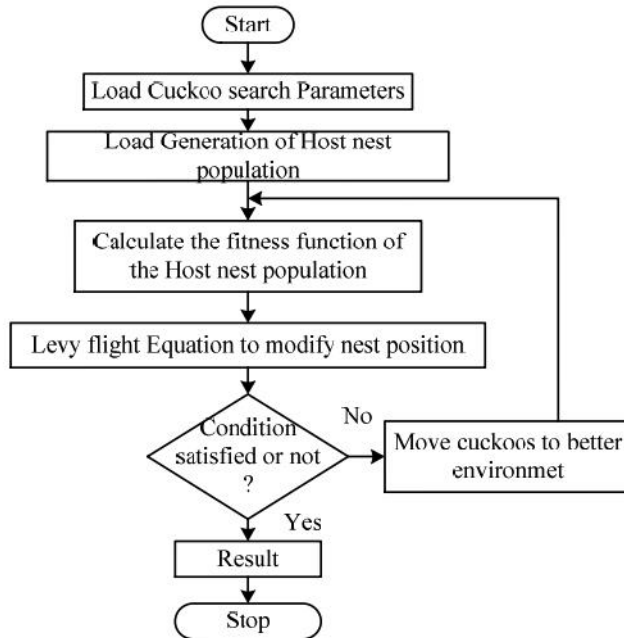 Start
Load Cuckoo search Parameters
Load Generation of Host nest
population
Calculate the fitness function of
the Host nest population
Levy flight Equation to modify nest position
No
Condition
satisfied or not
?
Move cuckoos to better
environmet
Yes
Result
Stop